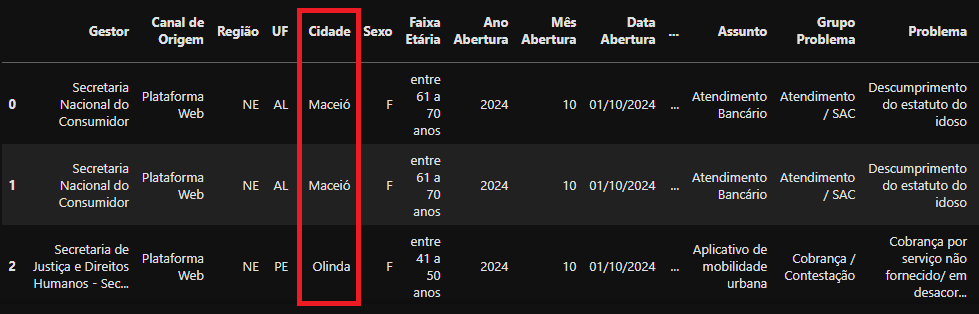 Gestor Canal de Origem Região UF Cidade Sexo Faixa Etária Ano Abertura Mês Abertura Data Abertura ... Assunto Grupo Problema Problema
0 Secretaria Nacional do Consumidor Plataforma Web NE AL Maceió F entre 61 a 70 anos 2024 10 01/10/2024 ... Atendimento Bancário Atendimento / SAC Descumprimento do estatuto do idoso
1 Secretaria Nacional do Consumidor Plataforma Web NE AL Maceió F entre 61 a 70 anos 2024 10 01/10/2024 ... Atendimento Bancário Atendimento / SAC Descumprimento do estatuto do idoso
2 Secretaria de Justiça e Direitos Humanos - Sec... Plataforma Web NE PE Olinda F entre 41 a 50 anos 2024 10 01/10/2024 ... Aplicativo de mobilidade urbana Cobrança / Contestação Cobrança por serviço não fornecido/ em desacor...